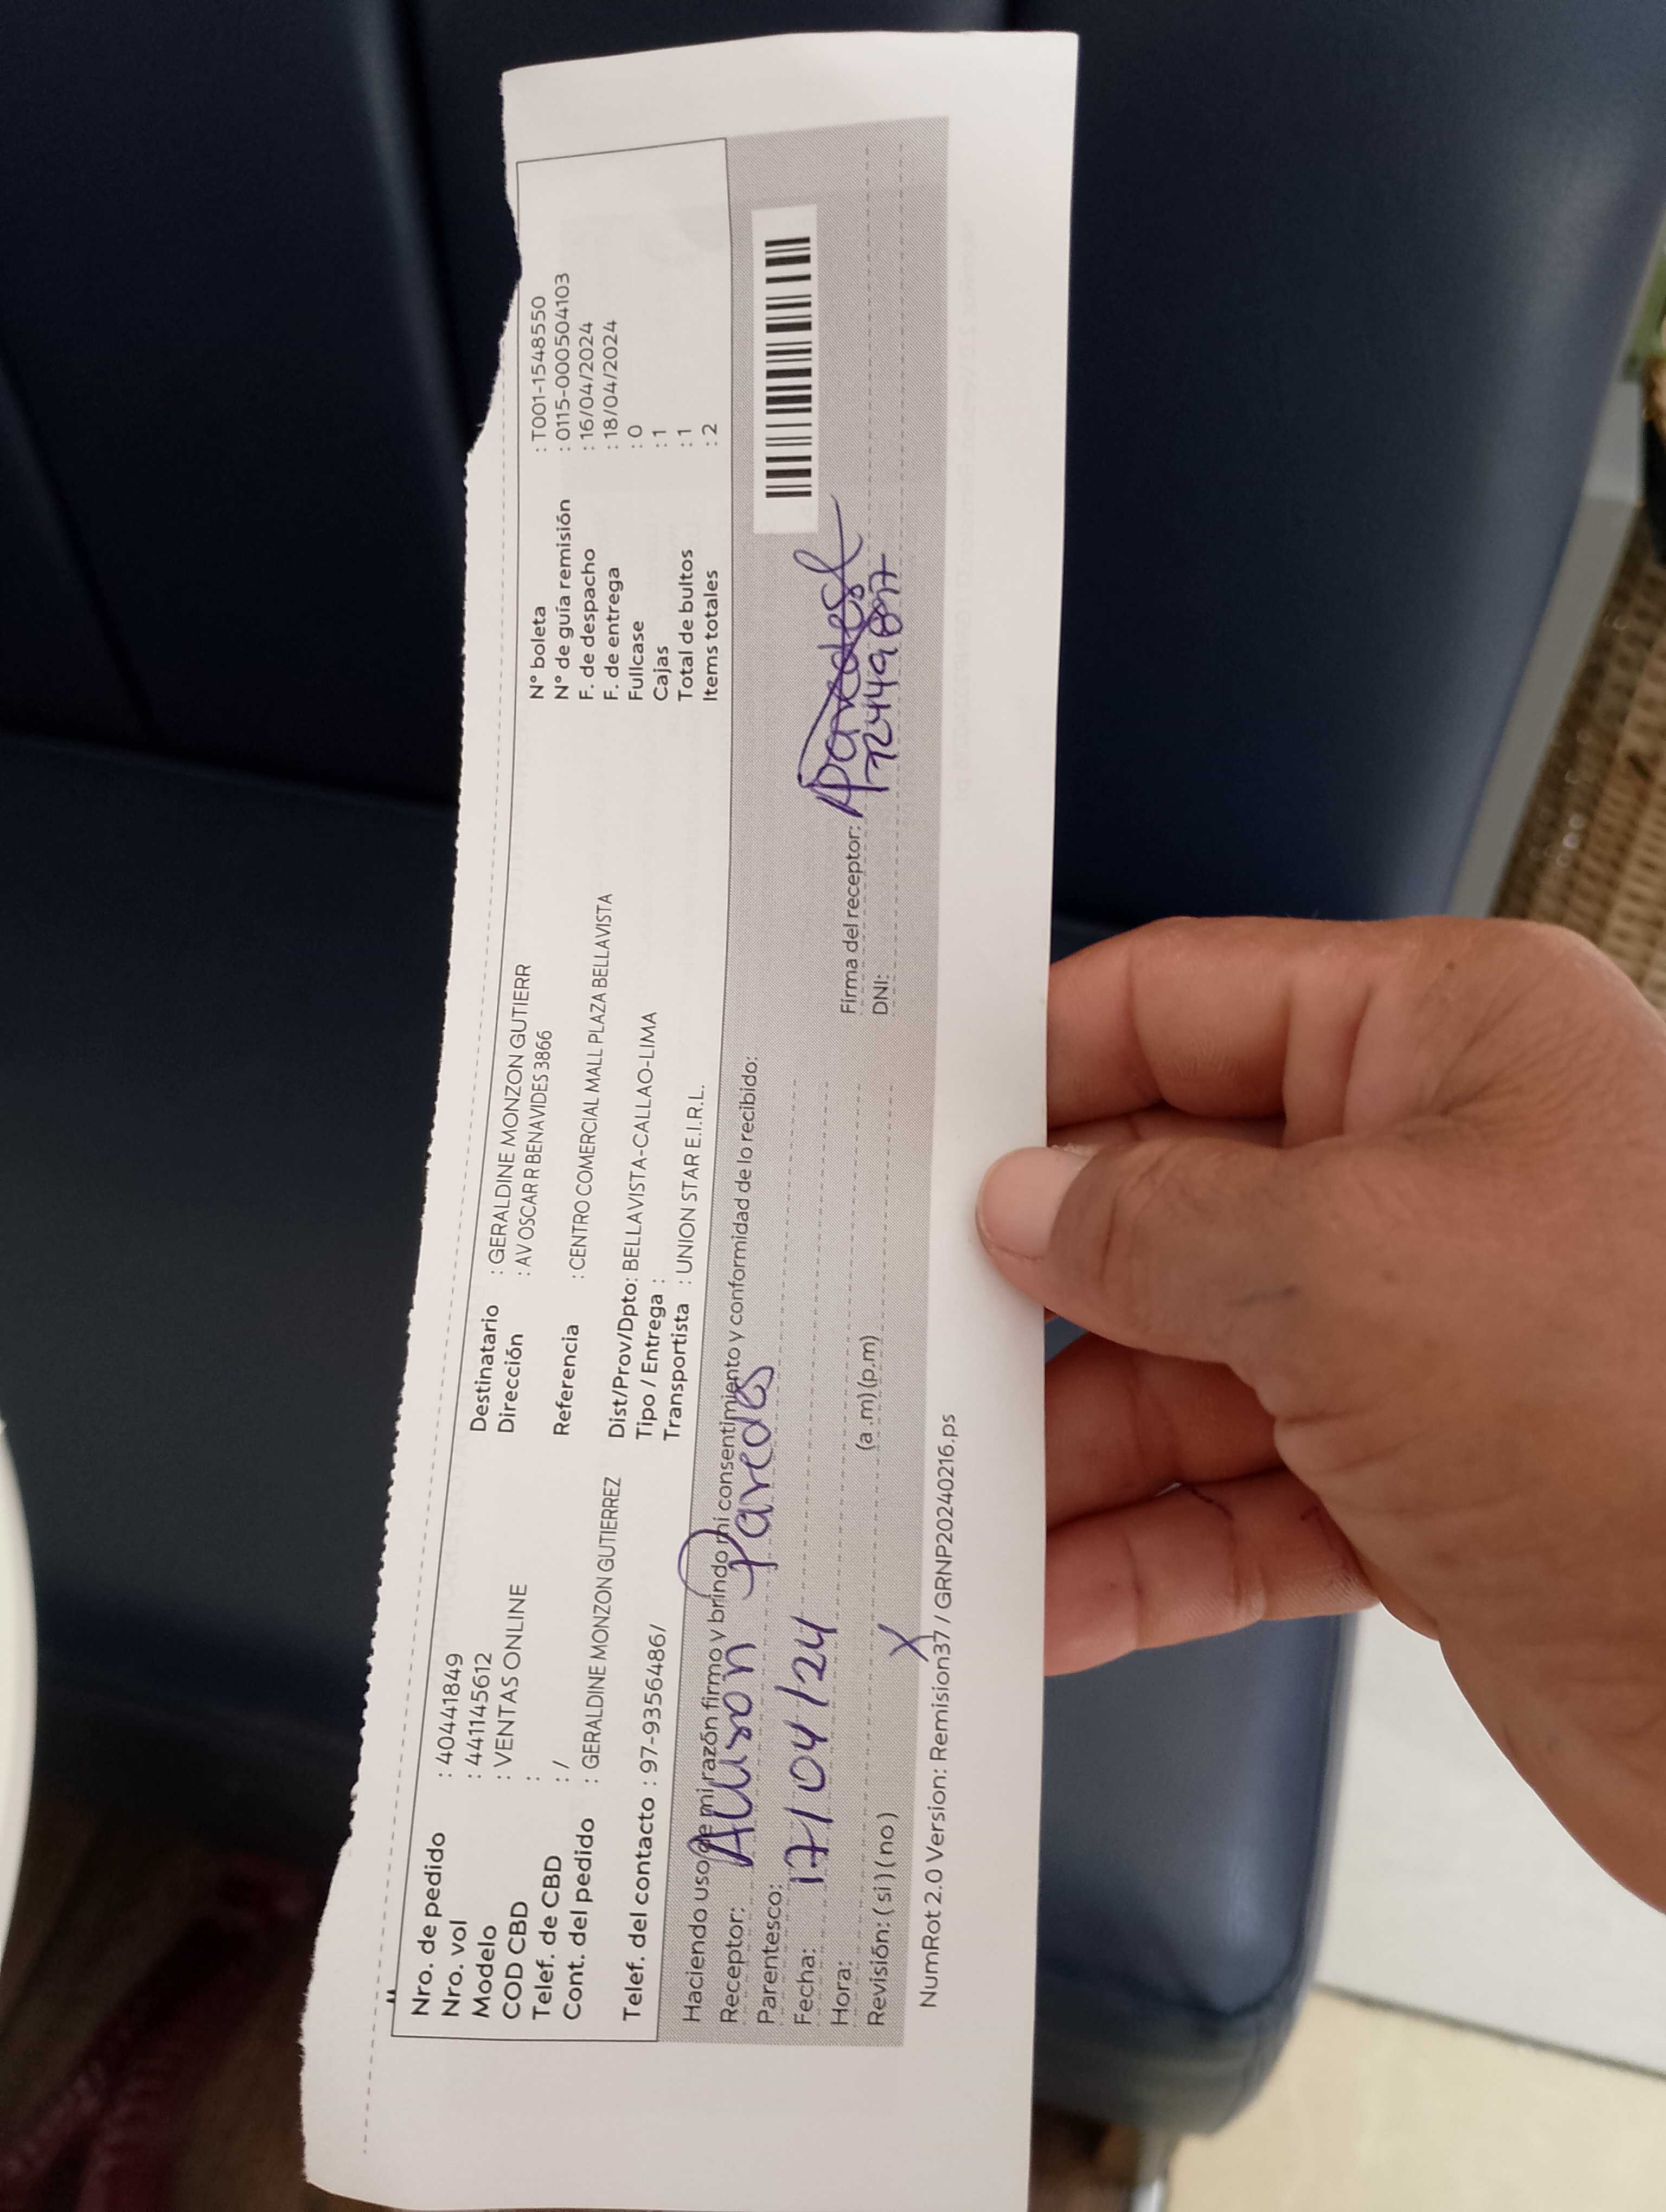 Nro. de pedido : 40441849
Nro. vol : 441145612
Modelo : VENTAS ONLINE
COD CBD :
Telef. de CBD : /
Cont. del pedido : GERALDINE MONZON GUTIERREZ
Telef. del contacto : 97-9356486/
Destinatario : GERALDINE MONZON GUTIERR
Dirección : AV OSCAR R BENAVIDES 3866
Referencia : CENTRO COMERCIAL MALL PLAZA BELLAVISTA
Dist/Prov/Dpto: BELLAVISTA-CALLAO-LIMA
Tipo / Entrega :
Transportista : UNION STAR E.I.R.L.
N° boleta : T001-1548550
N° de guía remisión : 0115-000504103
F. de despacho : 16/04/2024
F. de entrega : 18/04/2024
Fullcase : 0
Cajas : 1
Total de bultos : 1
Items totales : 2
Haciendo uso de mi razón firmo y brindo mi consentimiento y conformidad de lo recibido:
Receptor: Alison Paredes
Parentesco:
Fecha: 17/04/24
Hora: (a .m) (p.m)
Revisión: ( si ) ( no ) X
Firma del receptor: AparedesL
DNI:
NumRot 2.0 Version: Remision37 / GRNP20240216.ps